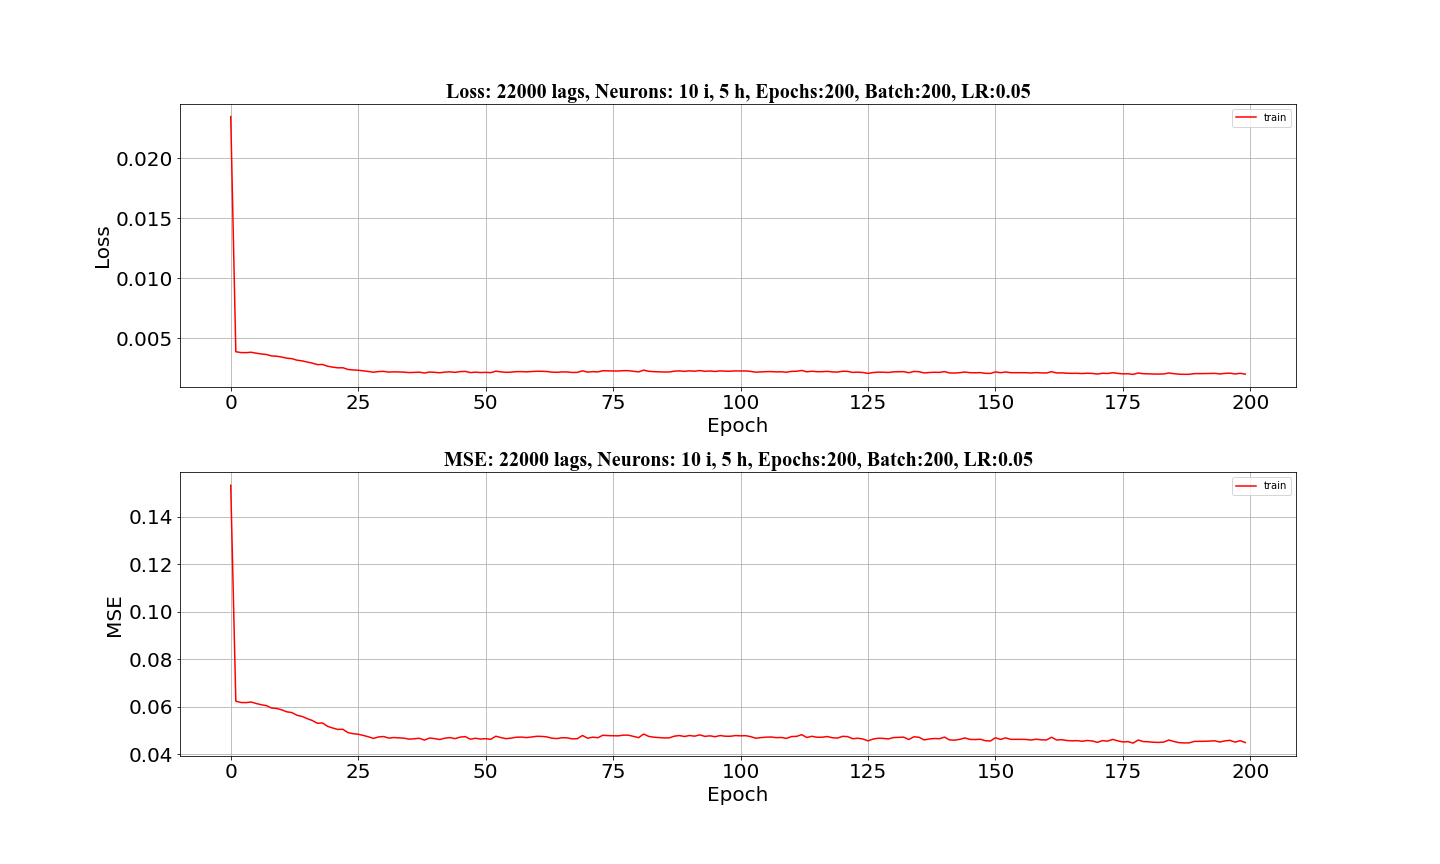 Loss: 22000 lags, Neurons: 10 i, 5 h, Epochs:200, Batch:200, LR:0.05
train
0.020
0.015
0.010
0.005
Loss
0 25 50 75 100 125 150 175 200
Epoch
MSE: 22000 lags, Neurons: 10 i, 5 h, Epochs:200, Batch:200, LR:0.05
train
0.14
0.12
0.10
0.08
0.06
0.04
MSE
0 25 50 75 100 125 150 175 200
Epoch